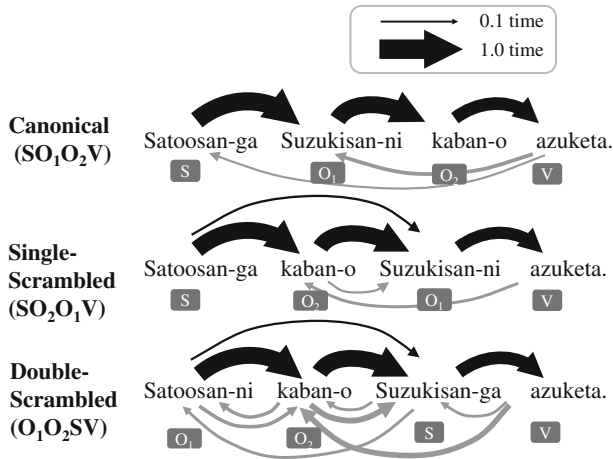 0.1 time
1.0 time
Canonical
(SO₁O₂V)
Satoosan-ga Suzukisan-ni kaban-o azuketa.
S O₁ O₂ V
Single-
Scrambled
(SO₂O₁V)
Satoosan-ga kaban-o Suzukisan-ni azuketa.
S O₂ O₁ V
Double-
Scrambled
(O₁O₂SV)
Satoosan-ni kaban-o Suzukisan-ga azuketa.
O₁ O₂ S V